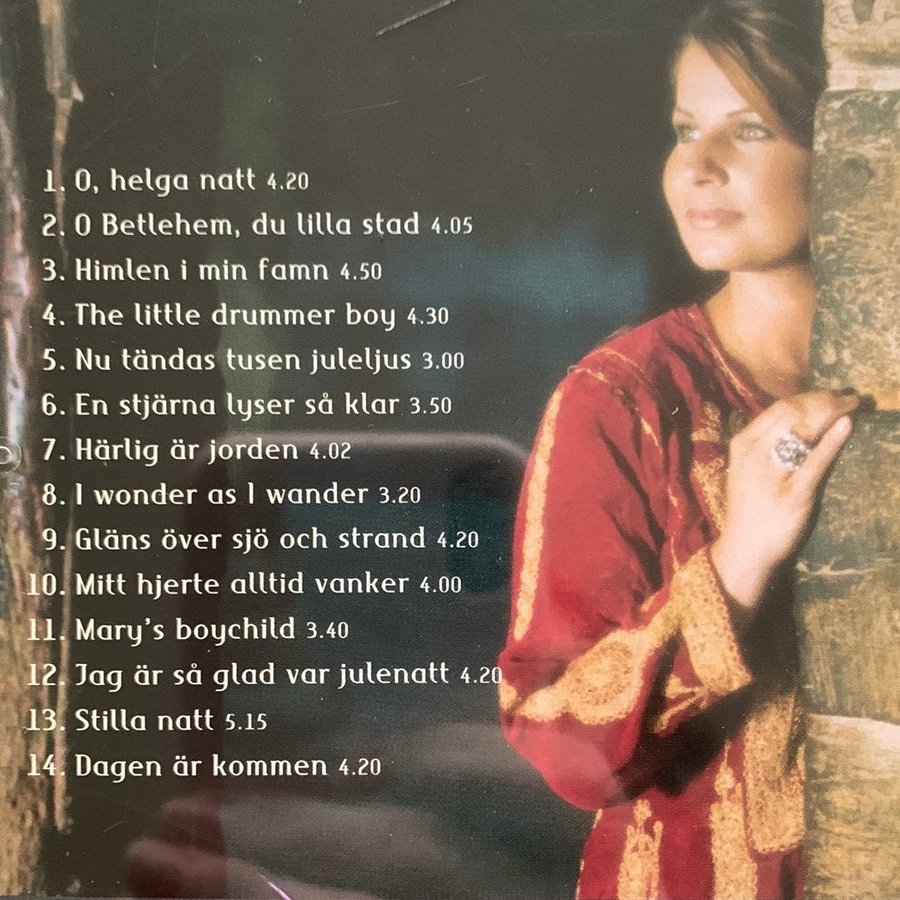 1. O, helga natt 4.20
2. O Betlehem, du lilla stad 4.05
3. Himlen i min famn 4.50
4. The little drummer boy 4.30
5. Nu tändas tusen juleljus 3.00
6. En stjärna lyser så klar 3.50
7. Härlig är jorden 4.02
8. I wonder as I wander 3.20
9. Gläns över sjö och strand 4.20
10. Mitt hjerte alltid vanker 4.00
11. Mary's boychild 3.40
12. Jag är så glad var julenatt 4.20
13. Stilla natt 5.15
14. Dagen är kommen 4.20